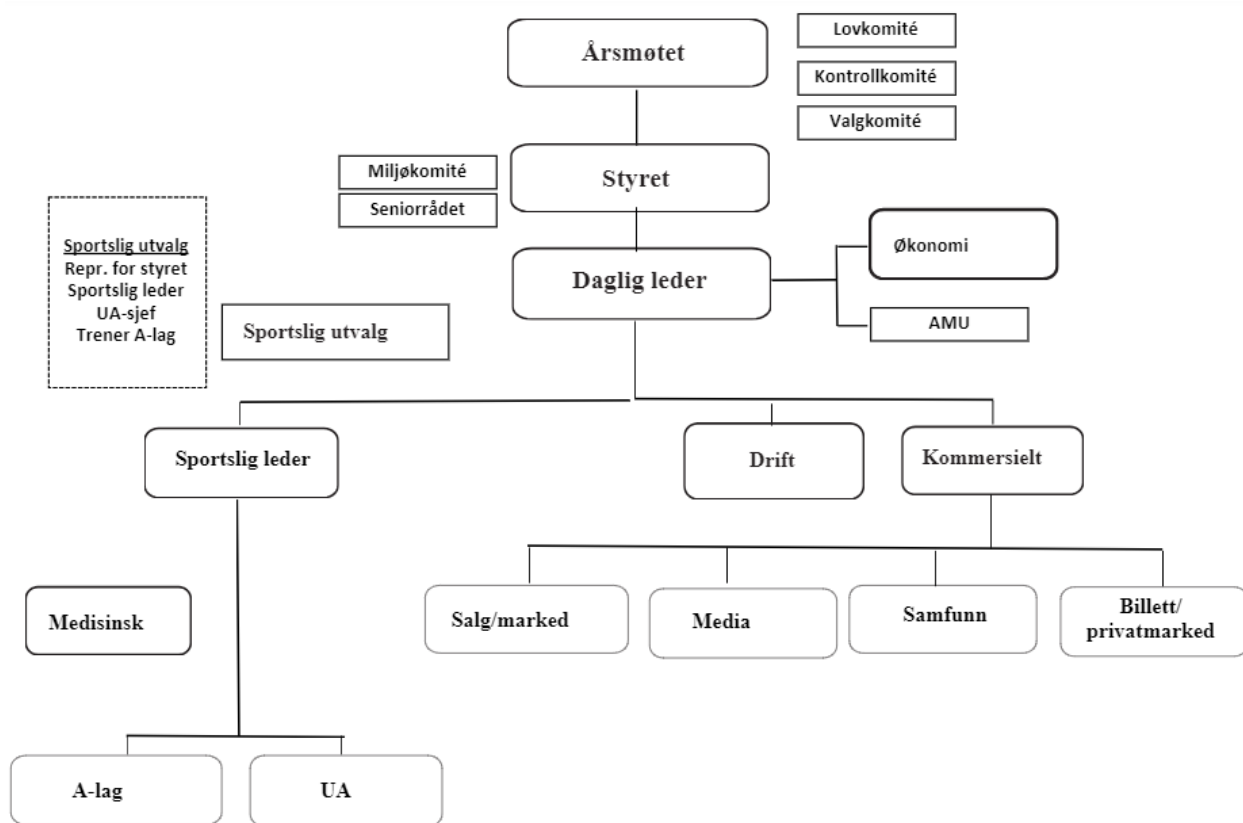 Årsmøtet
Lovkomité
Kontrollkomité
Valgkomité
Miljøkomité
Seniorrådet
Styret
Sportslig utvalg
Repr. for styret
Sportslig leder
UA-sjef
Trener A-lag
Sportslig utvalg
Daglig leder
Økonomi
AMU
Sportslig leder
Drift
Kommersielt
Medisinsk
Salg/marked
Media
Samfunn
Billett/
privatmarked
A-lag
UA